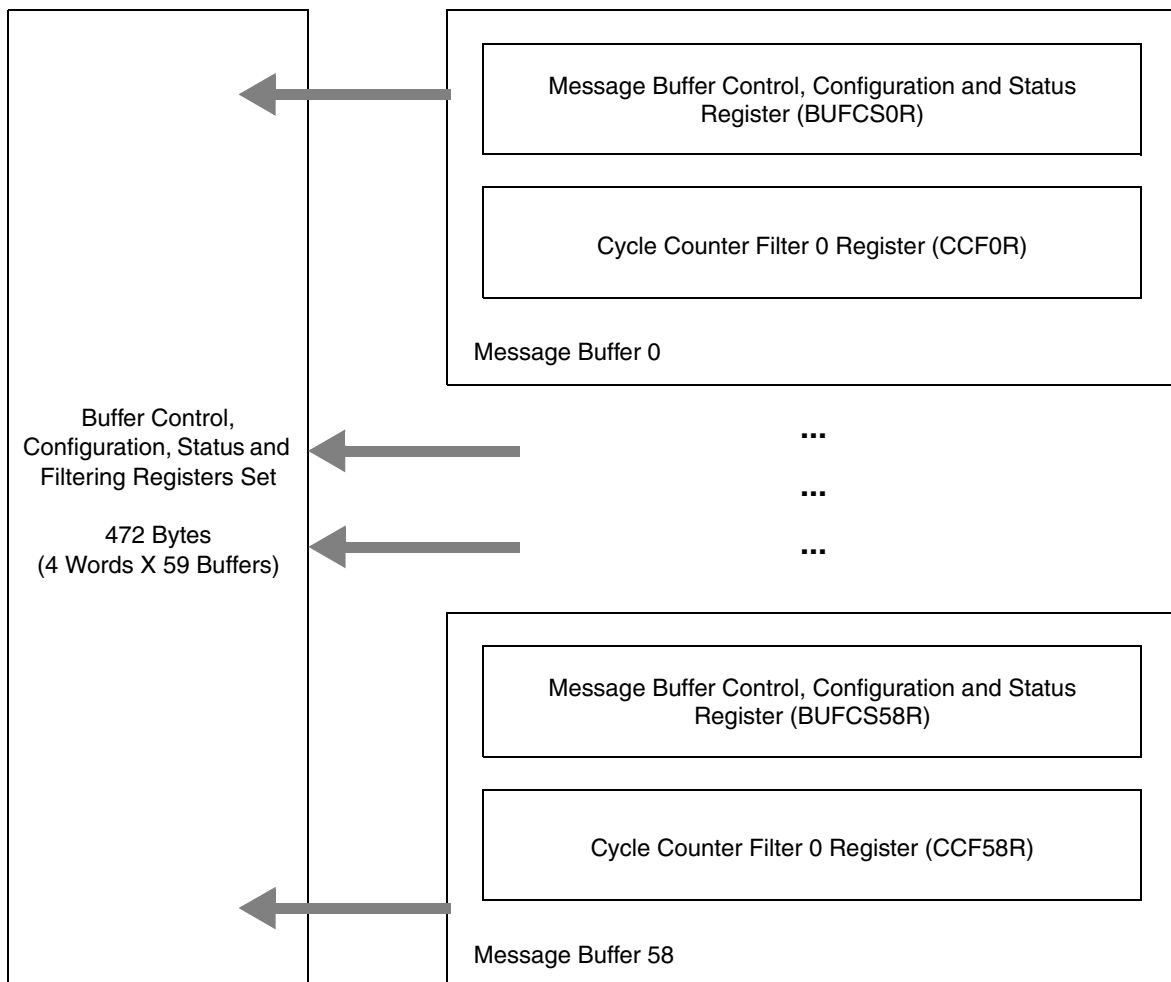 Message Buffer Control, Configuration and Status
Register (BUFCS0R)
Cycle Counter Filter 0 Register (CCF0R)
Message Buffer 0
Buffer Control,
Configuration, Status and
Filtering Registers Set
472 Bytes
(4 Words X 59 Buffers)
...
...
...
Message Buffer Control, Configuration and Status
Register (BUFCS58R)
Cycle Counter Filter 0 Register (CCF58R)
Message Buffer 58